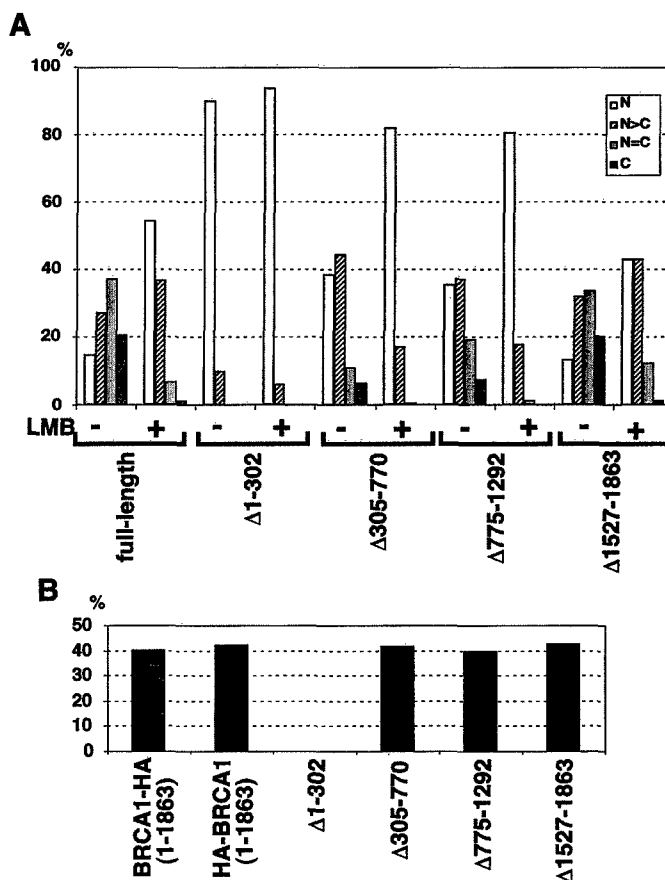 A
%
100
80
60
40
20
0
N
N>C
N=C
C
LMB - + - + - + - + - +
full-length
Δ1-302
Δ305-770
Δ775-1292
Δ1527-1863
B
%
50
40
30
20
10
0
BRCA1-HA
(1-1863)
HA-BRCA1
(1-1863)
Δ1-302
Δ305-770
Δ775-1292
Δ1527-1863